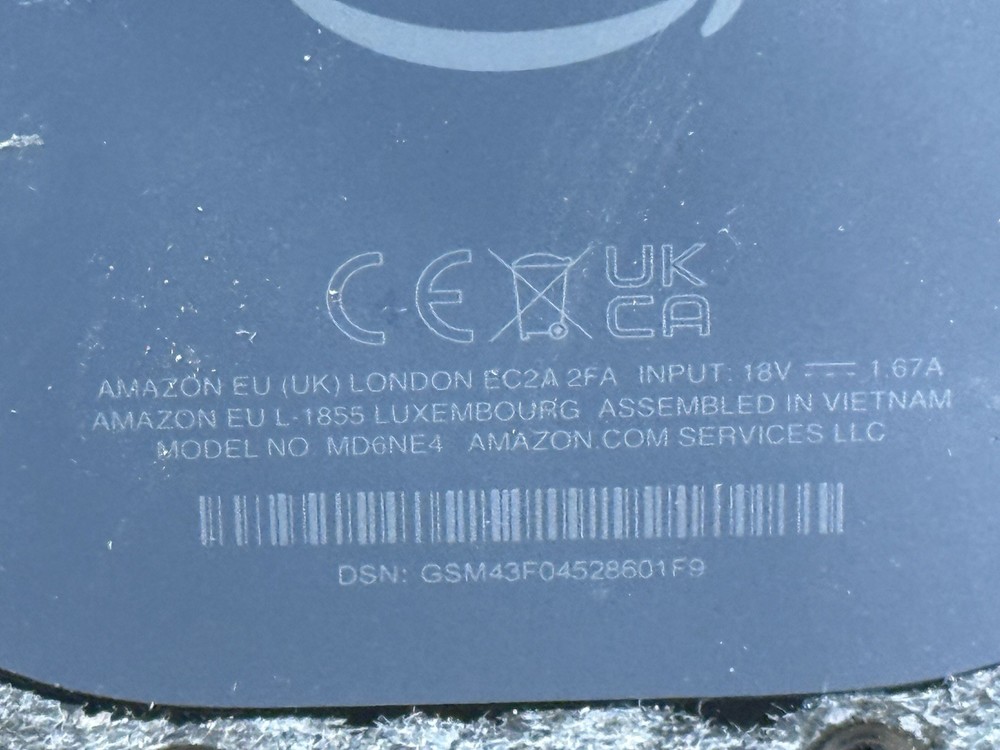 CE UK
CA
AMAZON EU (UK) LONDON EC2A 2FA INPUT: 18V ⎓ 1.67A
AMAZON EU L-1855 LUXEMBOURG ASSEMBLED IN VIETNAM
MODEL NO MD6NE4 AMAZON.COM SERVICES LLC
DSN: GSM43F04528601F9